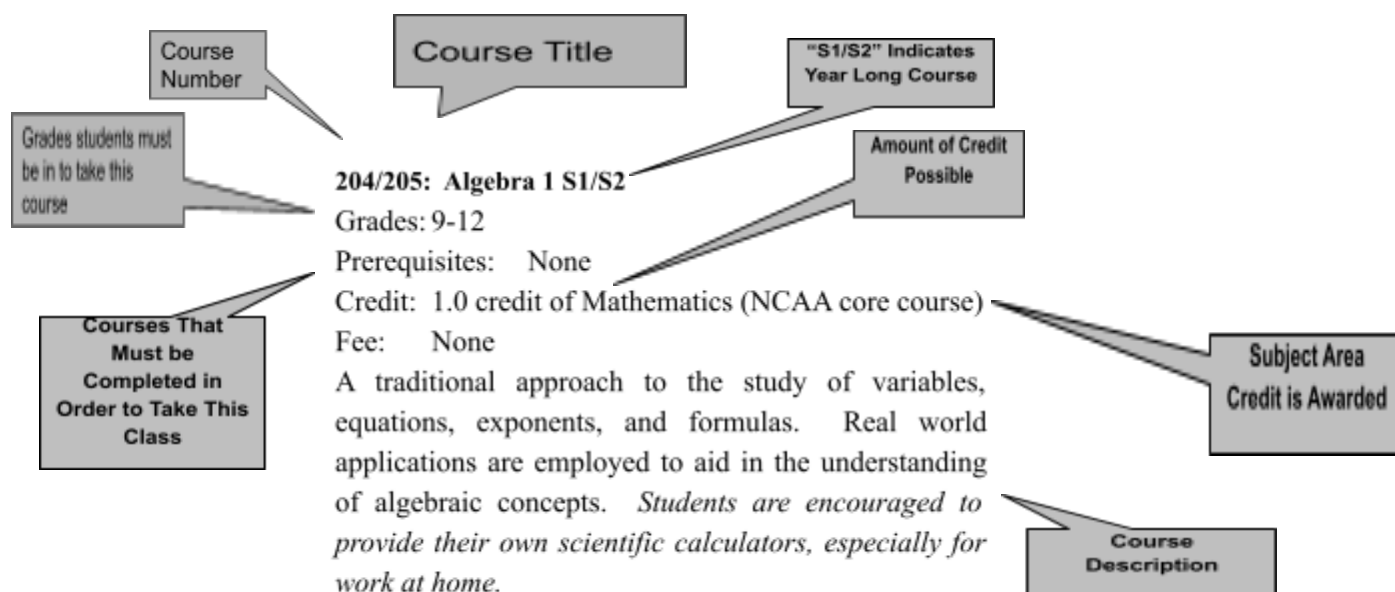 Course
Number
Course Title
“S1/S2” Indicates
Year Long Course
Grades students must
be in to take this
course
Amount of Credit
Possible
204/205: Algebra 1 S1/S2
Grades: 9-12
Prerequisites: None
Credit: 1.0 credit of Mathematics (NCAA core course)
Fee: None
A traditional approach to the study of variables,
equations, exponents, and formulas. Real world
applications are employed to aid in the understanding
of algebraic concepts. Students are encouraged to
provide their own scientific calculators, especially for
work at home.
Courses That
Must be
Completed in
Order to Take This
Class
Subject Area
Credit is Awarded
Course
Description